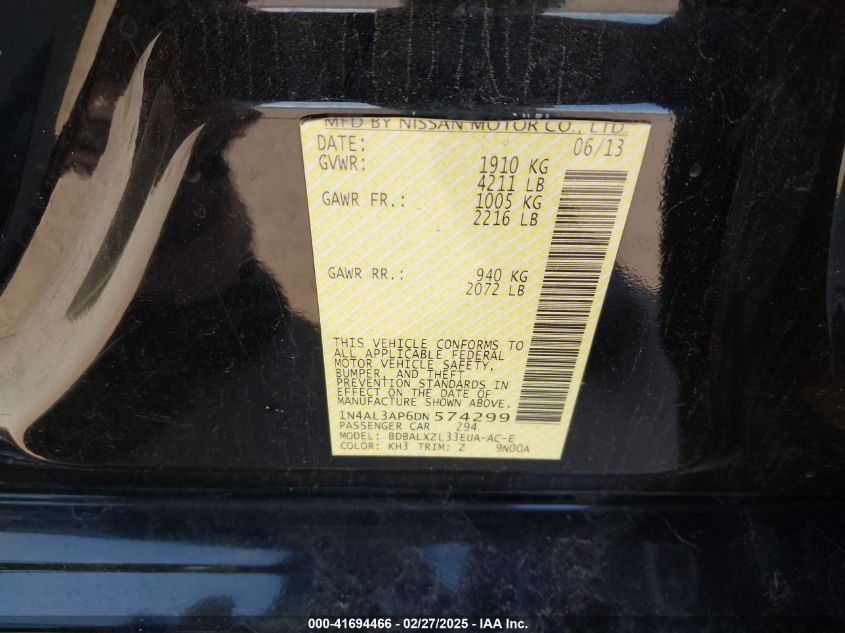 MFD BY NISSAN MOTOR CO., LTD.
DATE: 06/13
GVWR: 1910 KG
4211 LB
GAWR FR.: 1005 KG
2216 LB
GAWR RR.: 940 KG
2072 LB
THIS VEHICLE CONFORMS TO
ALL APPLICABLE FEDERAL
MOTOR VEHICLE SAFETY,
BUMPER, AND THEFT
PREVENTION STANDARDS IN
EFFECT ON THE DATE OF
MANUFACTURE SHOWN ABOVE.
1N4AL3AP6DN 574299
PASSENGER CAR 294
MODEL: BDBALXZL33EUA-AC-E
COLOR: KH3 TRIM: Z 9N00A
000-41694466 - 02/27/2025 - IAA Inc.